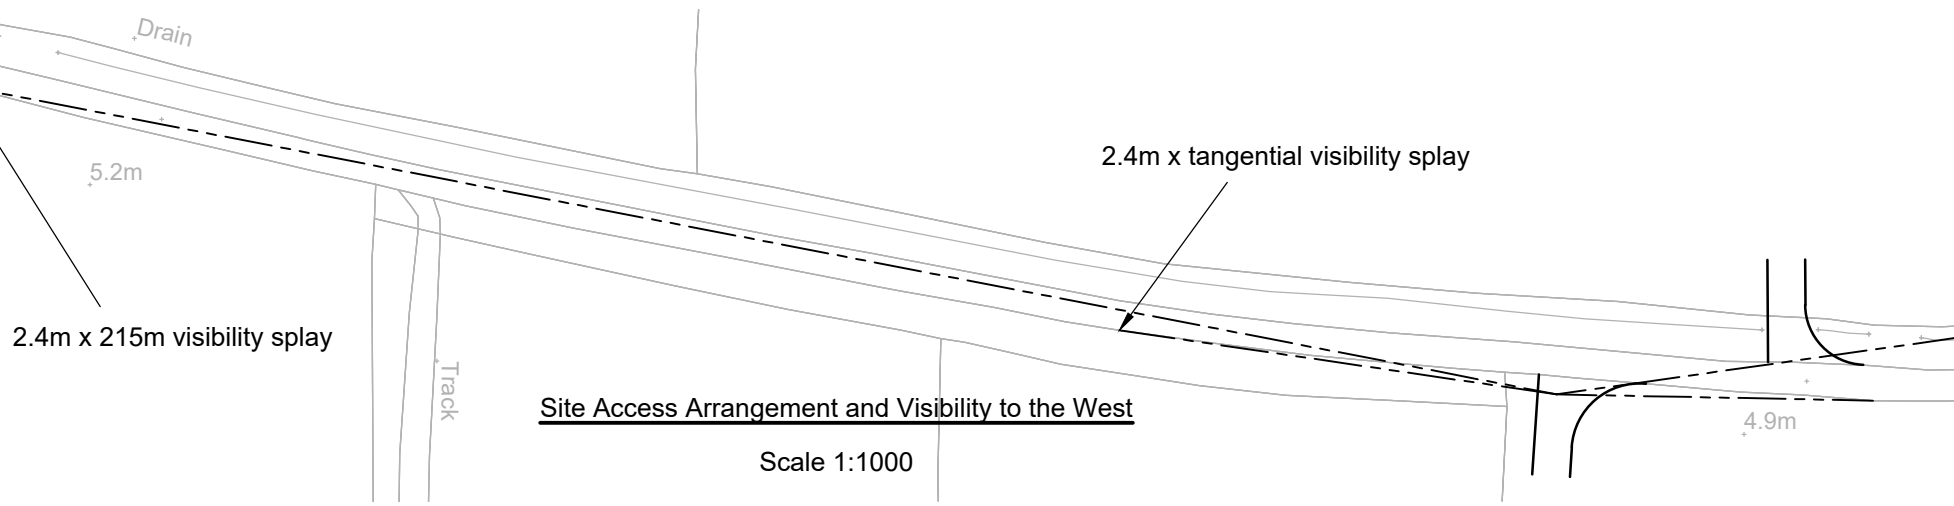 Drain
2.4m x tangential visibility splay
5.2m
2.4m x 215m visibility splay
Track
Site Access Arrangement and Visibility to the West
4.9m
Scale 1:1000